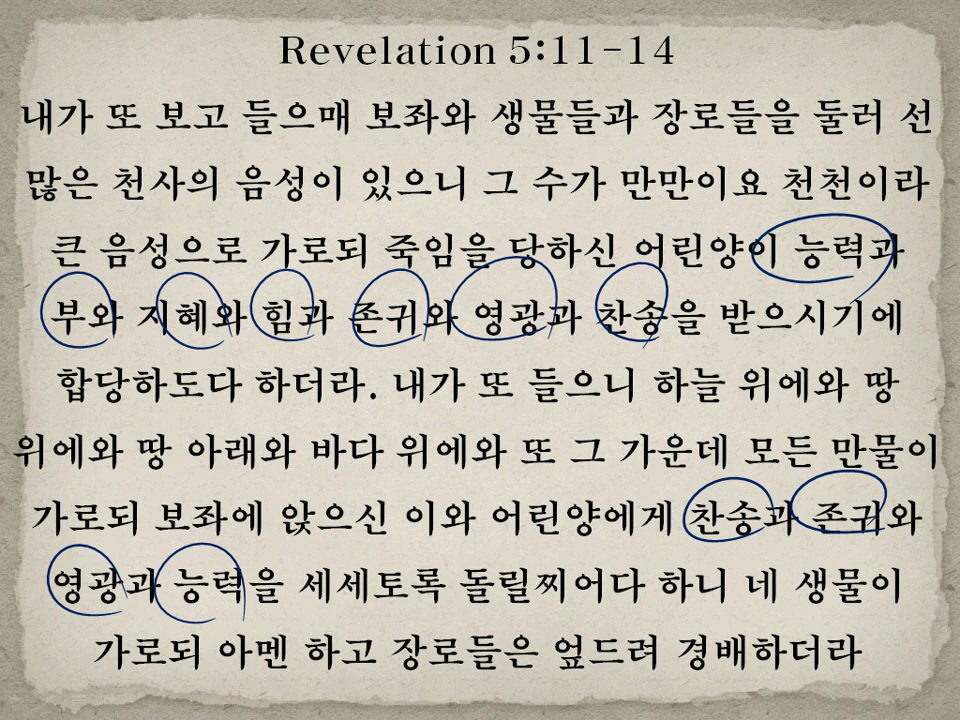 Revelation 5:11-14
내가 또 보고 들으매 보좌와 생물들과 장로들을 둘러 선
많은 천사의 음성이 있으니 그 수가 만만이요 천천이라
큰 음성으로 가로되 죽임을 당하신 어린양이 능력과
부와 지혜와 힘과 존귀와 영광과 찬송을 받으시기에
합당하도다 하더라. 내가 또 들으니 하늘 위에와 땅
위에와 땅 아래와 바다 위에와 또 그 가운데 모든 만물이
가로되 보좌에 앉으신 이와 어린양에게 찬송과 존귀와
영광과 능력을 세세토록 돌릴찌어다 하니 네 생물이
가로되 아멘 하고 장로들은 엎드려 경배하더라